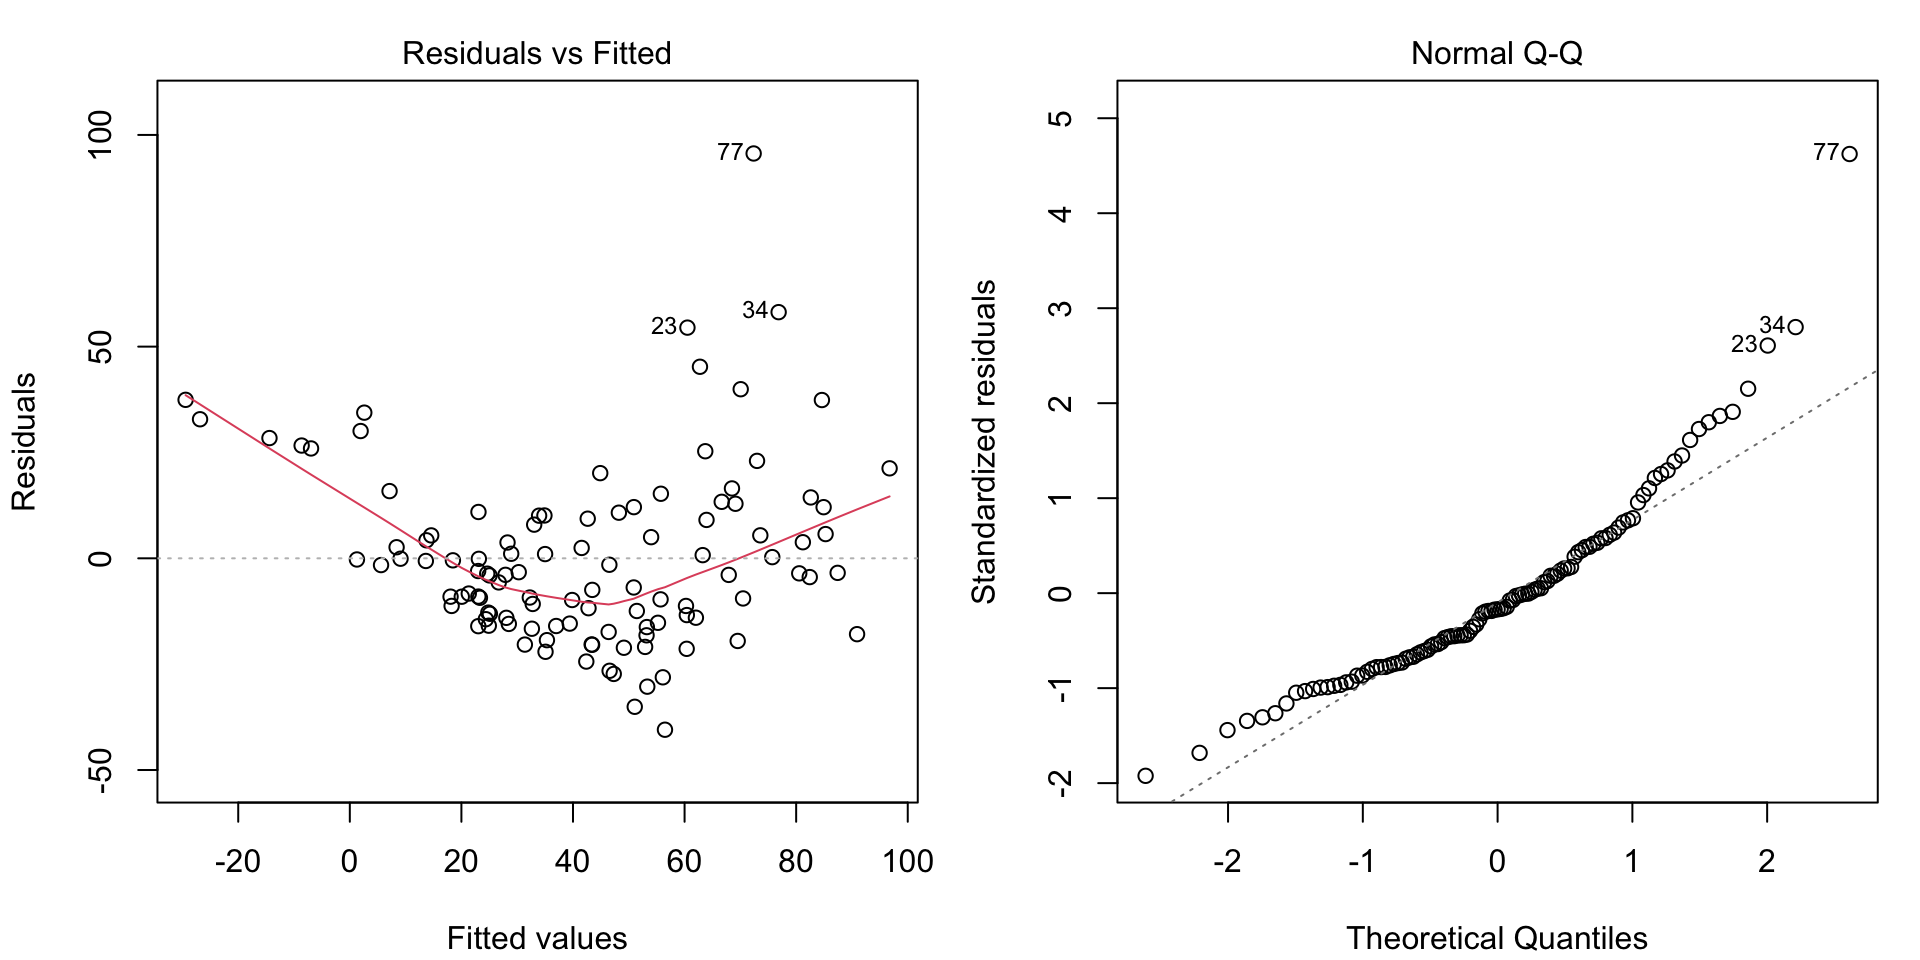 Residuals vs Fitted
Residuals
100
50
0
-50
77
34
23
-20 0 20 40 60 80 100
Fitted values
Normal Q-Q
Standardized residuals
5
4
3
2
1
0
-1
-2
77
34
23
-2 -1 0 1 2
Theoretical Quantiles